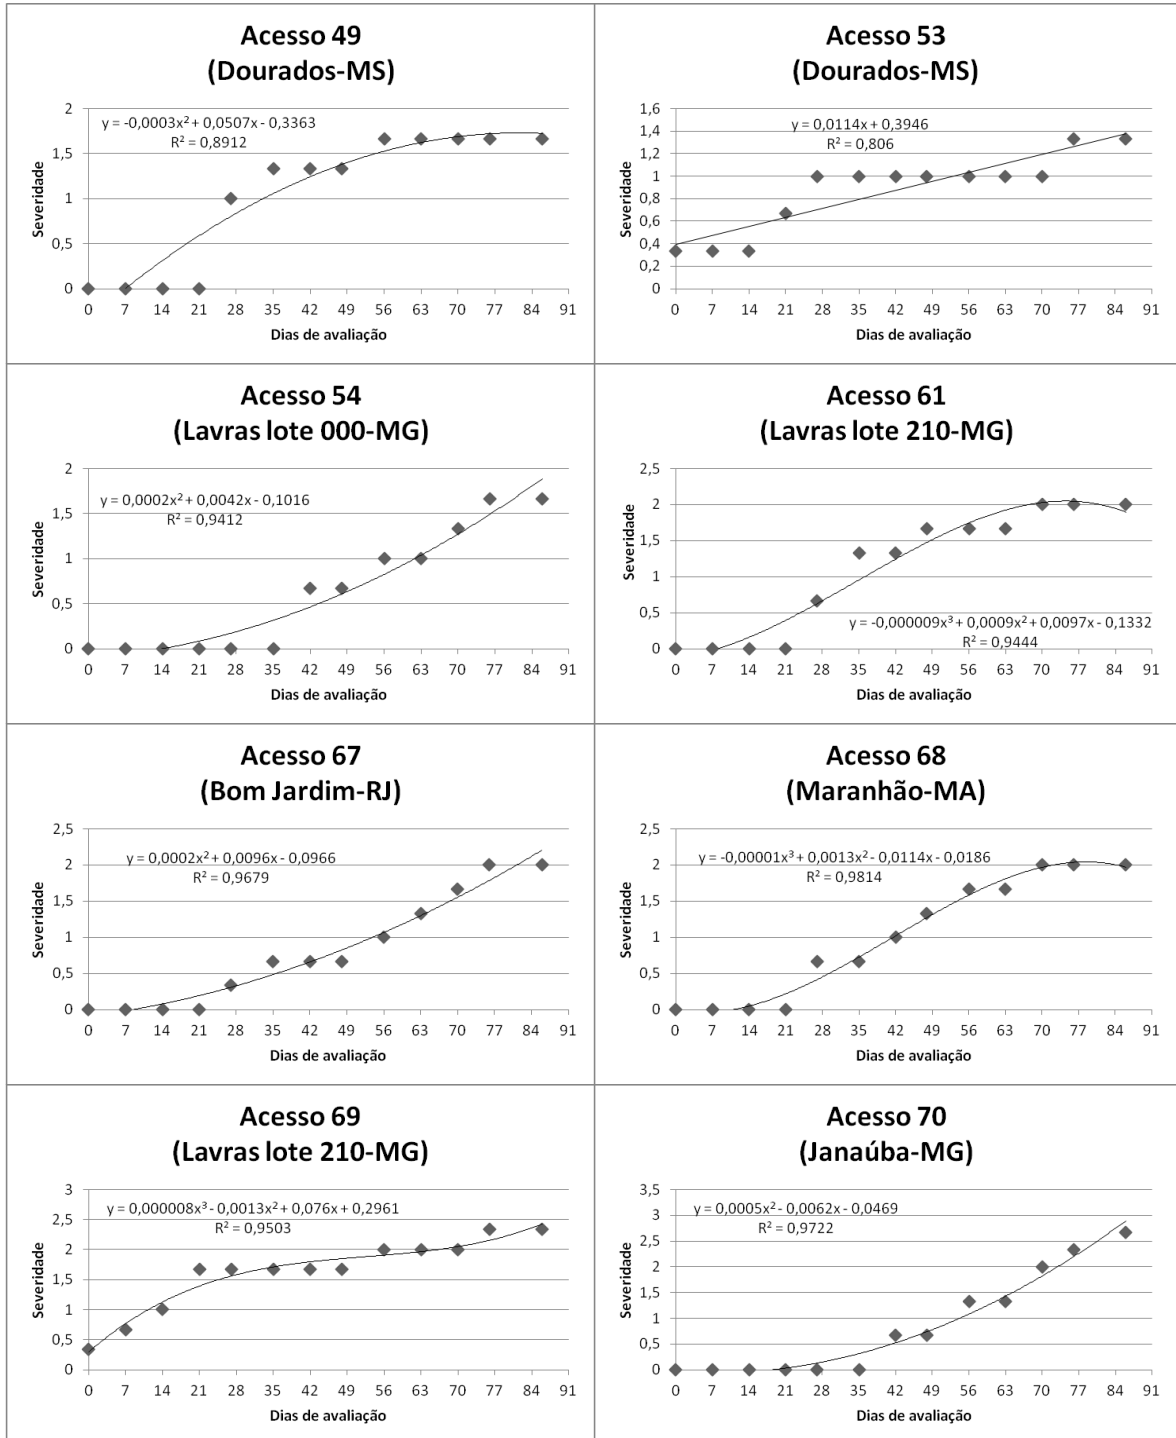 Acesso 49
(Dourados-MS)
y = -0,0003x² + 0,0507x - 0,3363
R² = 0,8912
Severidade
2
1,5
1
0,5
0
0 7 14 21 28 35 42 49 56 63 70 77 84 91
Dias de avaliação
Acesso 53
(Dourados-MS)
y = 0,0114x + 0,3946
R² = 0,806
Severidade
1,6
1,4
1,2
1
0,8
0,6
0,4
0,2
0
0 7 14 21 28 35 42 49 56 63 70 77 84 91
Dias de avaliação
Acesso 54
(Lavras lote 000-MG)
y = 0,0002x² + 0,0042x - 0,1016
R² = 0,9412
Severidade
2
1,5
1
0,5
0
0 7 14 21 28 35 42 49 56 63 70 77 84 91
Dias de avaliação
Acesso 61
(Lavras lote 210-MG)
Severidade
2,5
2
1,5
1
0,5
0
y = -0,000009x³ + 0,0009x² + 0,0097x - 0,1332
R² = 0,9444
0 7 14 21 28 35 42 49 56 63 70 77 84 91
Dias de avaliação
Acesso 67
(Bom Jardim-RJ)
y = 0,0002x² + 0,0096x - 0,0966
R² = 0,9679
Severidade
2,5
2
1,5
1
0,5
0
0 7 14 21 28 35 42 49 56 63 70 77 84 91
Dias de avaliação
Acesso 68
(Maranhão-MA)
y = -0,00001x³ + 0,0013x² - 0,0114x - 0,0186
R² = 0,9814
Severidade
2,5
2
1,5
1
0,5
0
0 7 14 21 28 35 42 49 56 63 70 77 84 91
Dias de avaliação
Acesso 69
(Lavras lote 210-MG)
y = 0,000008x³ - 0,0013x² + 0,076x + 0,2961
R² = 0,9503
Severidade
3
2,5
2
1,5
1
0,5
0
0 7 14 21 28 35 42 49 56 63 70 77 84 91
Dias de avaliação
Acesso 70
(Janaúba-MG)
y = 0,0005x² - 0,0062x - 0,0469
R² = 0,9722
Severidade
3,5
3
2,5
2
1,5
1
0,5
0
0 7 14 21 28 35 42 49 56 63 70 77 84 91
Dias de avaliação